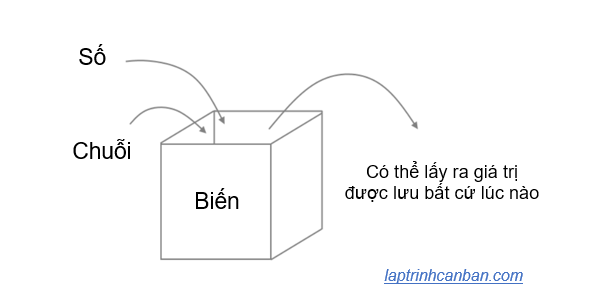 Số
Chuỗi
Biến
Có thể lấy ra giá trị
được lưu bất cứ lúc nào
laptrinhcanban.com